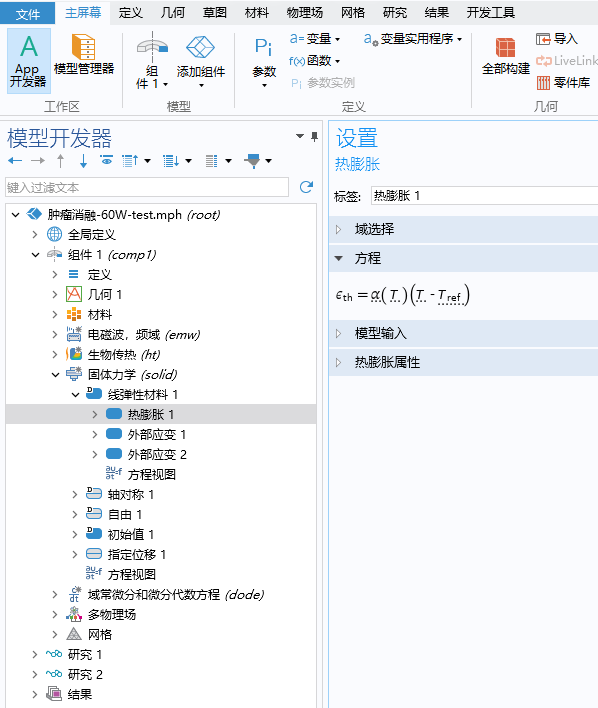 文件 主屏幕 定义 几何 草图 材料 物理场 网格 研究 结果 开发工具
App
开发器
模型管理器
工作区
组
件 1
添加组件
模型
Pi
参数
a= 变量
f(x) 函数
Pi 参数实例
a 变量实用程序
定义
全部构建
导入
LiveLink
零件库
几何
模型开发器
键入过滤文本
肿瘤消融-60W-test.mph (root)
全局定义
组件 1 (comp1)
定义
几何 1
材料
电磁波，频域 (emw)
生物传热 (ht)
固体力学 (solid)
线弹性材料 1
热膨胀 1
外部应变 1
外部应变 2
方程视图
轴对称 1
自由 1
初始值 1
指定位移 1
方程视图
域常微分和微分代数方程 (dode)
多物理场
网格
研究 1
研究 2
结果
设置
热膨胀
标签: 热膨胀 1
域选择
方程
ϵth = α(T)(T - Tref)
模型输入
热膨胀属性